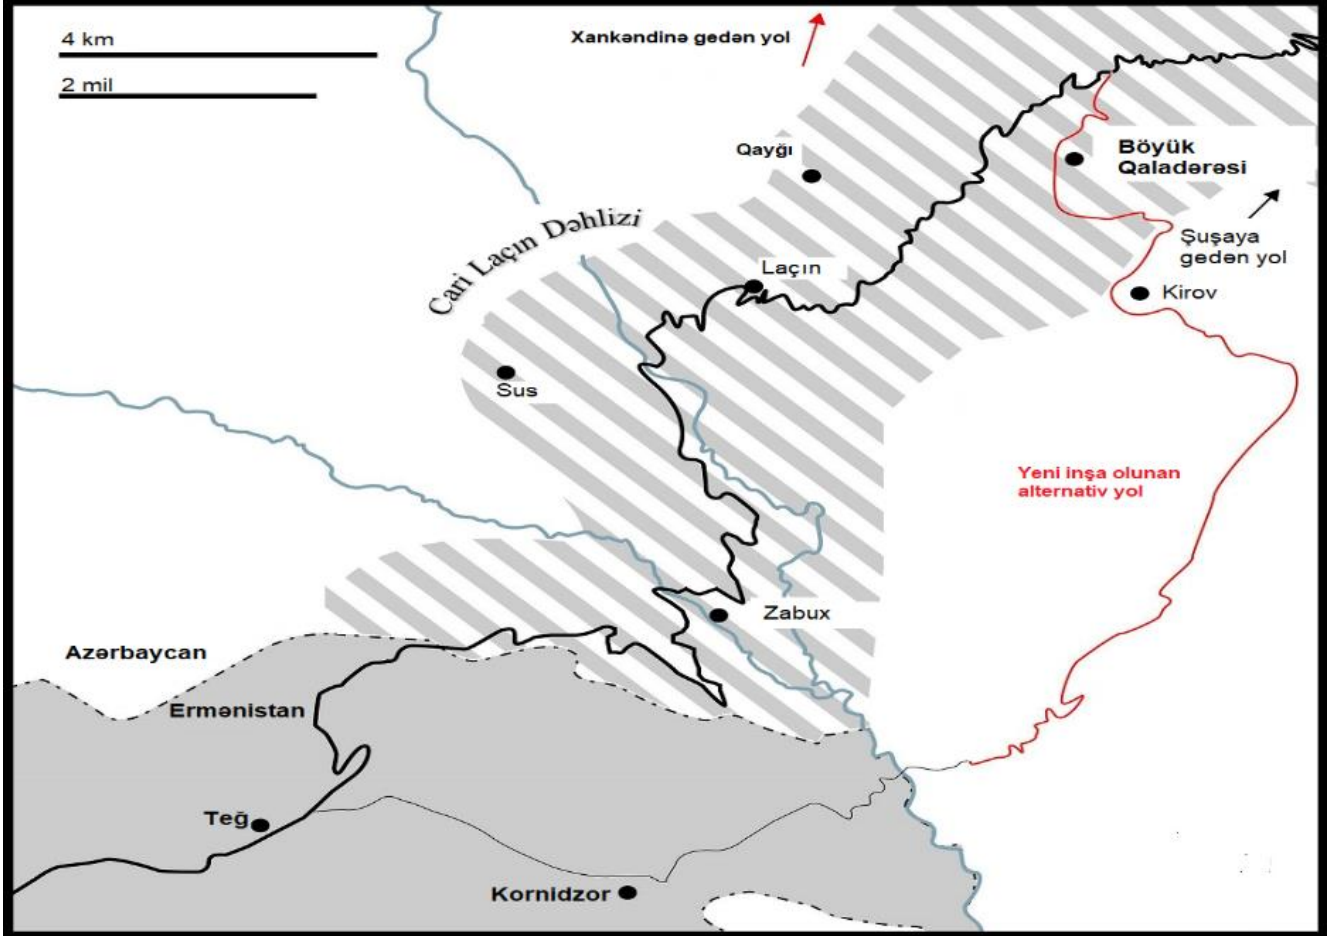 4 km
2 mil
Xankəndinə gedən yol
Qayğı
Böyük
Qaladərəsi
Cari Laçın Dəhlizi
Şuşaya
gedən yol
Laçın
Kirov
Sus
Yeni inşa olunan
alternativ yol
Zabux
Azərbaycan
Ermənistan
Teğ
Kornidzor